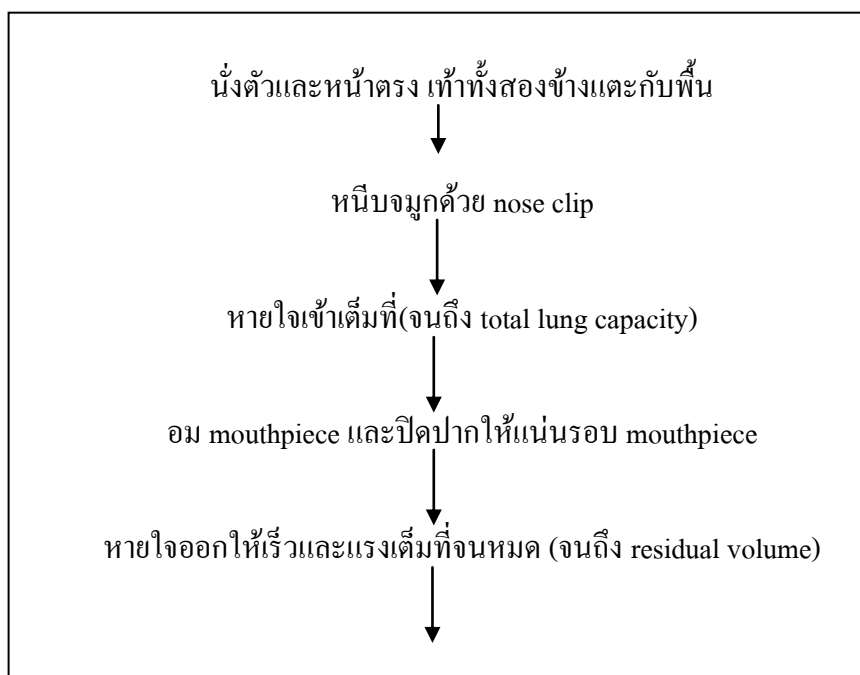 นั่งตัวและหน้าตรง เท้าทั้งสองข้างแตะกับพื้น
หนีบจมูกด้วย nose clip
หายใจเข้าเต็มที่(จนถึง total lung capacity)
อม mouthpiece และปิดปากให้แน่นรอบ mouthpiece
หายใจออกให้เร็วและแรงเต็มที่จนหมด (จนถึง residual volume)